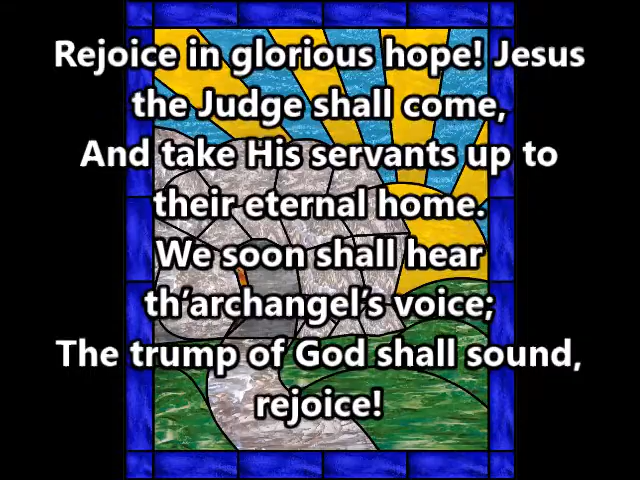 Rejoice in glorious hope! Jesus
the Judge shall come,
And take His servants up to
their eternal home.
We soon shall hear
th’archangel’s voice;
The trump of God shall sound,
rejoice!